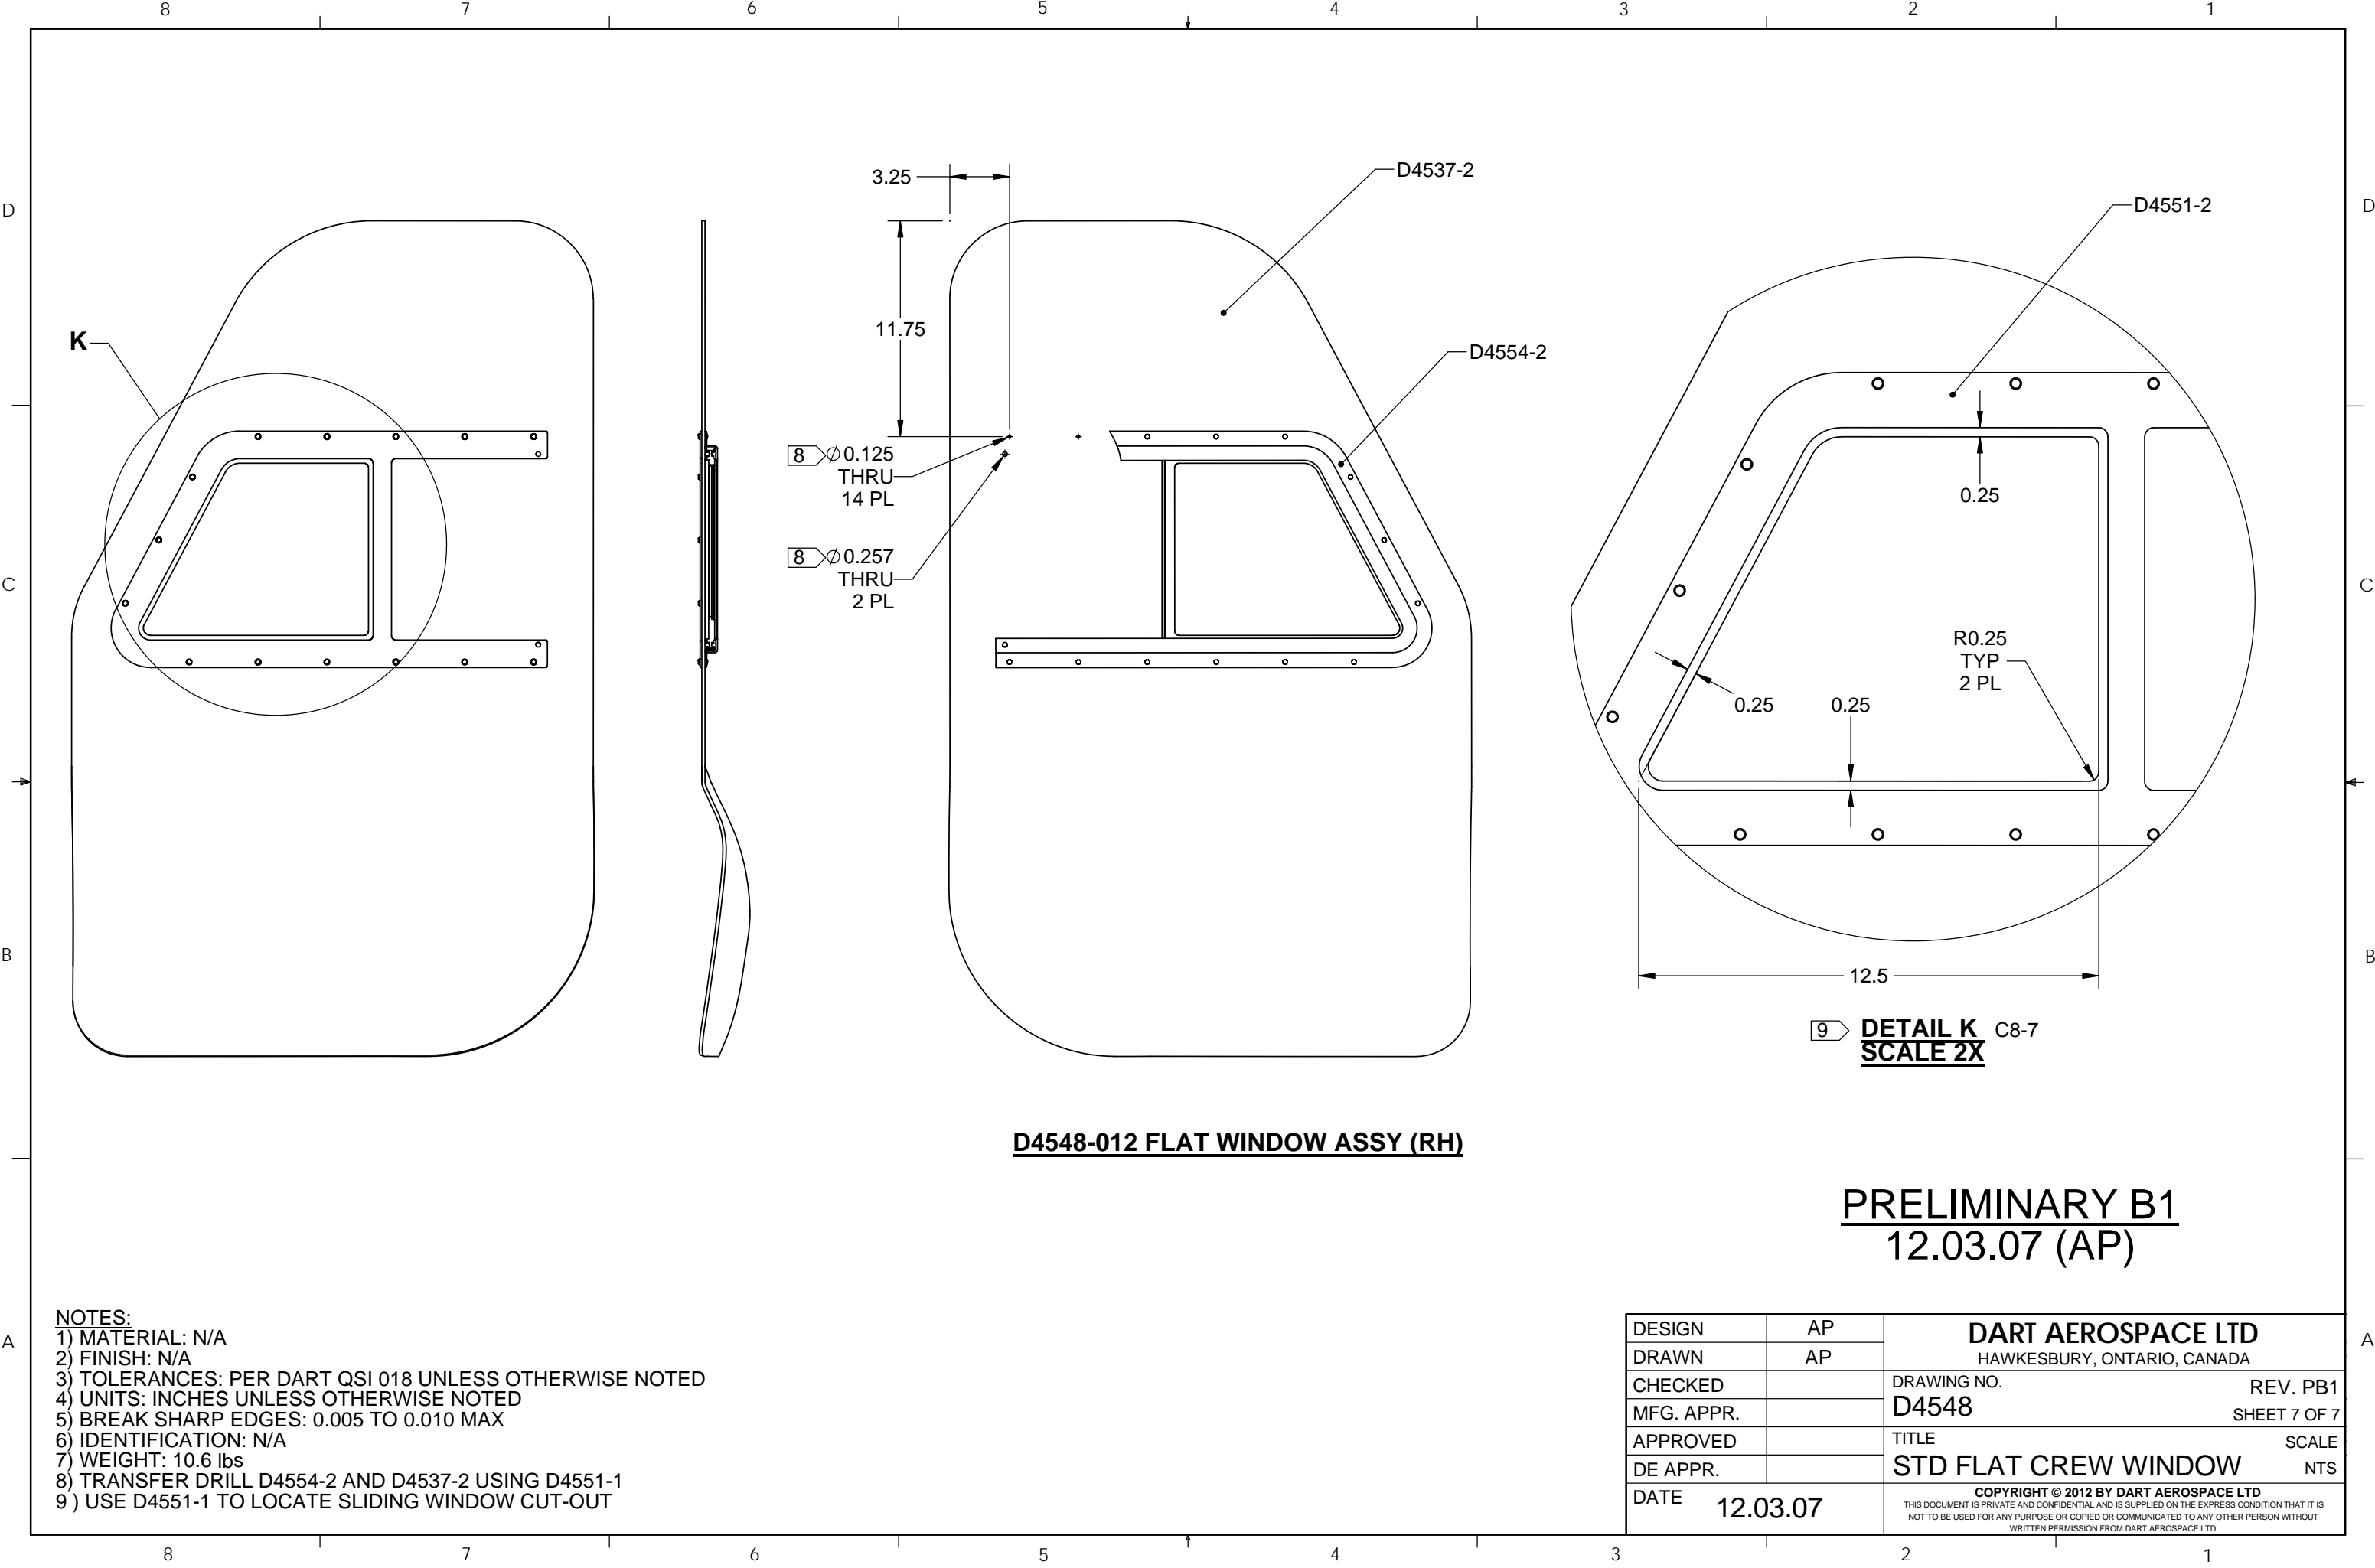 8 7 6 5 4 3 2 1
D
D
C
C
B
B
A
A
K
3.25
11.75
D4537-2
D4554-2
8 ∅0.125
THRU
14 PL
8 ∅0.257
THRU
2 PL
D4551-2
0.25
R0.25
TYP
2 PL
0.25
0.25
12.5
9 DETAIL K C8-7
SCALE 2X
D4548-012 FLAT WINDOW ASSY (RH)
PRELIMINARY B1
12.03.07 (AP)
NOTES:
1) MATERIAL: N/A
2) FINISH: N/A
3) TOLERANCES: PER DART QSI 018 UNLESS OTHERWISE NOTED
4) UNITS: INCHES UNLESS OTHERWISE NOTED
5) BREAK SHARP EDGES: 0.005 TO 0.010 MAX
6) IDENTIFICATION: N/A
7) WEIGHT: 10.6 lbs
8) TRANSFER DRILL D4554-2 AND D4537-2 USING D4551-1
9 ) USE D4551-1 TO LOCATE SLIDING WINDOW CUT-OUT
DESIGN AP
DRAWN AP
CHECKED
MFG. APPR.
APPROVED
DE APPR.
DATE 12.03.07
DART AEROSPACE LTD
HAWKESBURY, ONTARIO, CANADA
DRAWING NO. REV. PB1
D4548 SHEET 7 OF 7
TITLE SCALE
STD FLAT CREW WINDOW NTS
COPYRIGHT © 2012 BY DART AEROSPACE LTD
THIS DOCUMENT IS PRIVATE AND CONFIDENTIAL AND IS SUPPLIED ON THE EXPRESS CONDITION THAT IT IS
NOT TO BE USED FOR ANY PURPOSE OR COPIED OR COMMUNICATED TO ANY OTHER PERSON WITHOUT
WRITTEN PERMISSION FROM DART AEROSPACE LTD.
8 7 6 5 4 3 2 1